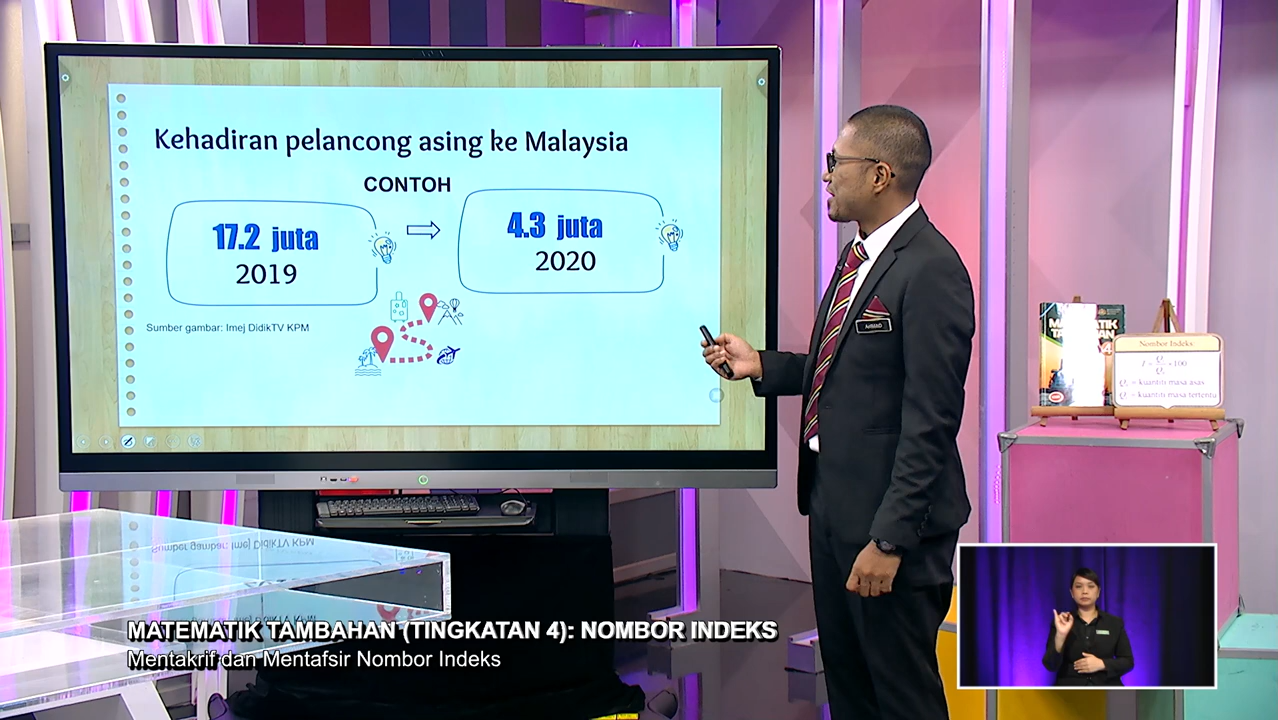 Kehadiran pelancong asing ke Malaysia
CONTOH
17.2 juta
2019
4.3 juta
2020
Sumber gambar: Imej DidikTV KPM
Nombor Indeks
= kuantiti masa asas
= kuantiti masa tertentu
MATEMATIK TAMBAHAN (TINGKATAN 4): NOMBOR INDEKS
Mentakrif dan Mentafsir Nombor Indeks